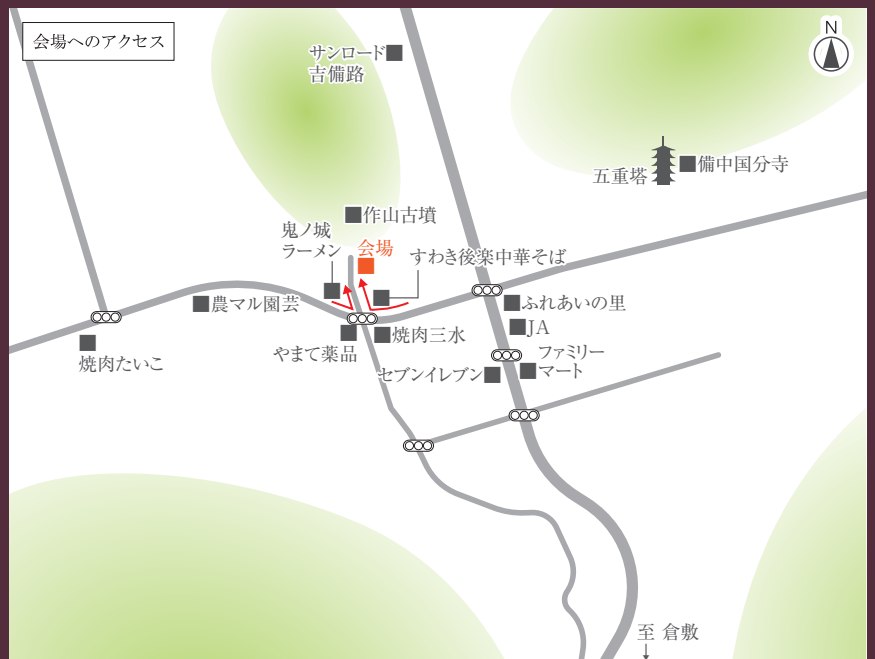 会場へのアクセス
N
サンロード
吉備路
五重塔
備中国分寺
作山古墳
鬼ノ城
ラーメン
会場
すわき後楽中華そば
農マル園芸
ふれあいの里
JA
焼肉三水
やまて薬品
ファミリー
マート
セブンイレブン
焼肉たいこ
至 倉敷